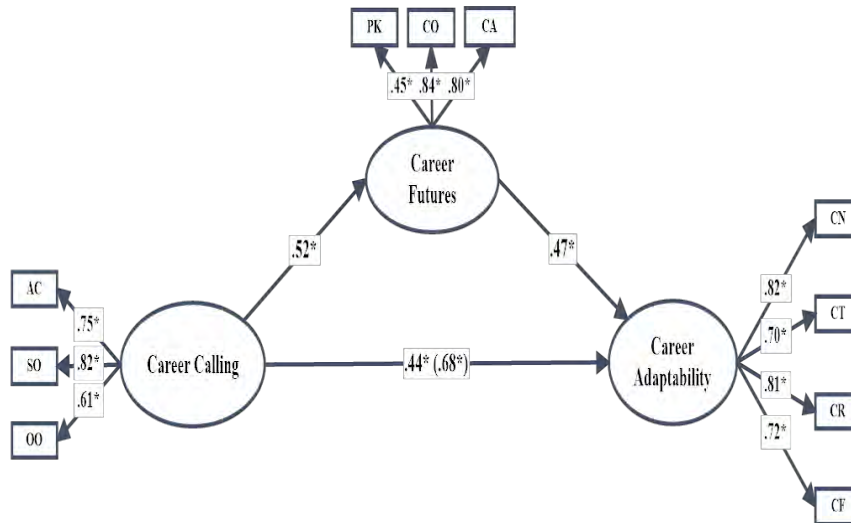 PK CO CA
.45* .84* .80*
Career
Futures
.52*
.47*
CN
.82*
AC
.75*
CT
.70*
SO
.82*
Career Calling
.44* (.68*)
Career
Adaptability
.61*
.81*
CR
OO
.72*
CF